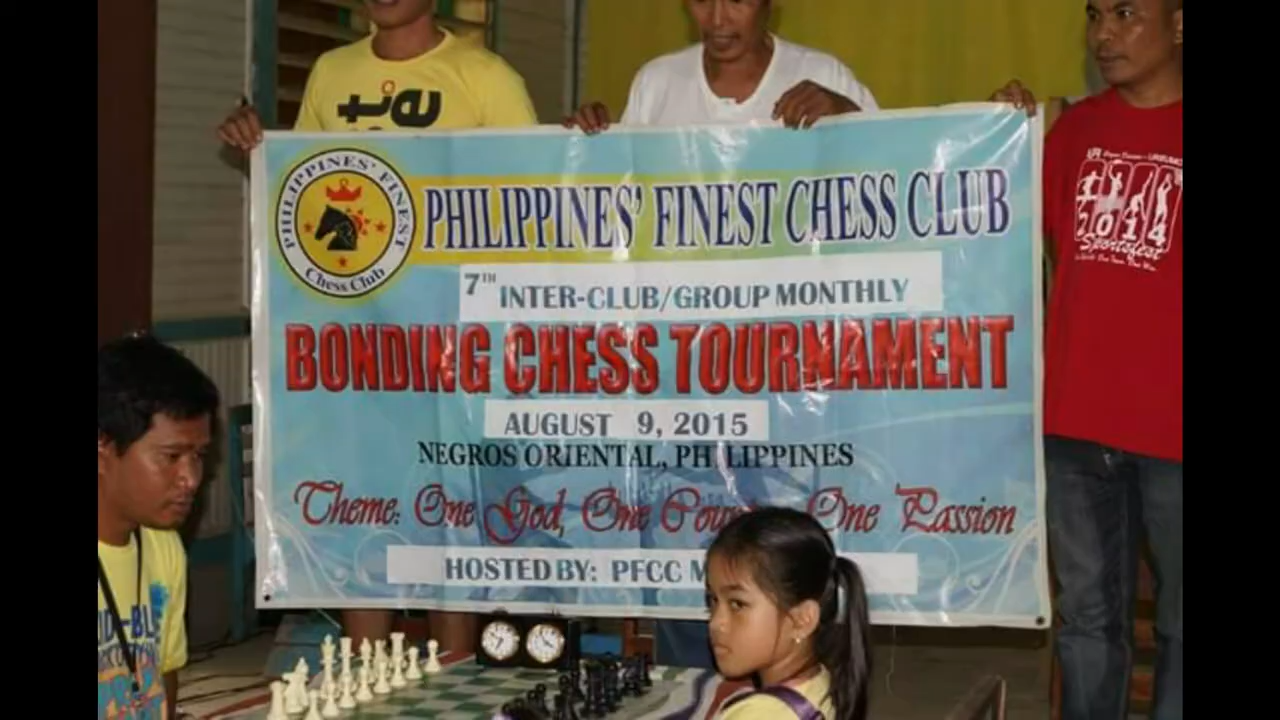 PHILIPPINES' FINEST
Chess Club
PHILIPPINES' FINEST CHESS CLUB
7TH INTER-CLUB/GROUP MONTHLY
BONDING CHESS TOURNAMENT
AUGUST 9, 2015
NEGROS ORIENTAL, PHILIPPINES
Theme: One God, One One Passion
HOSTED BY: PFCC
2014
Sportsfest